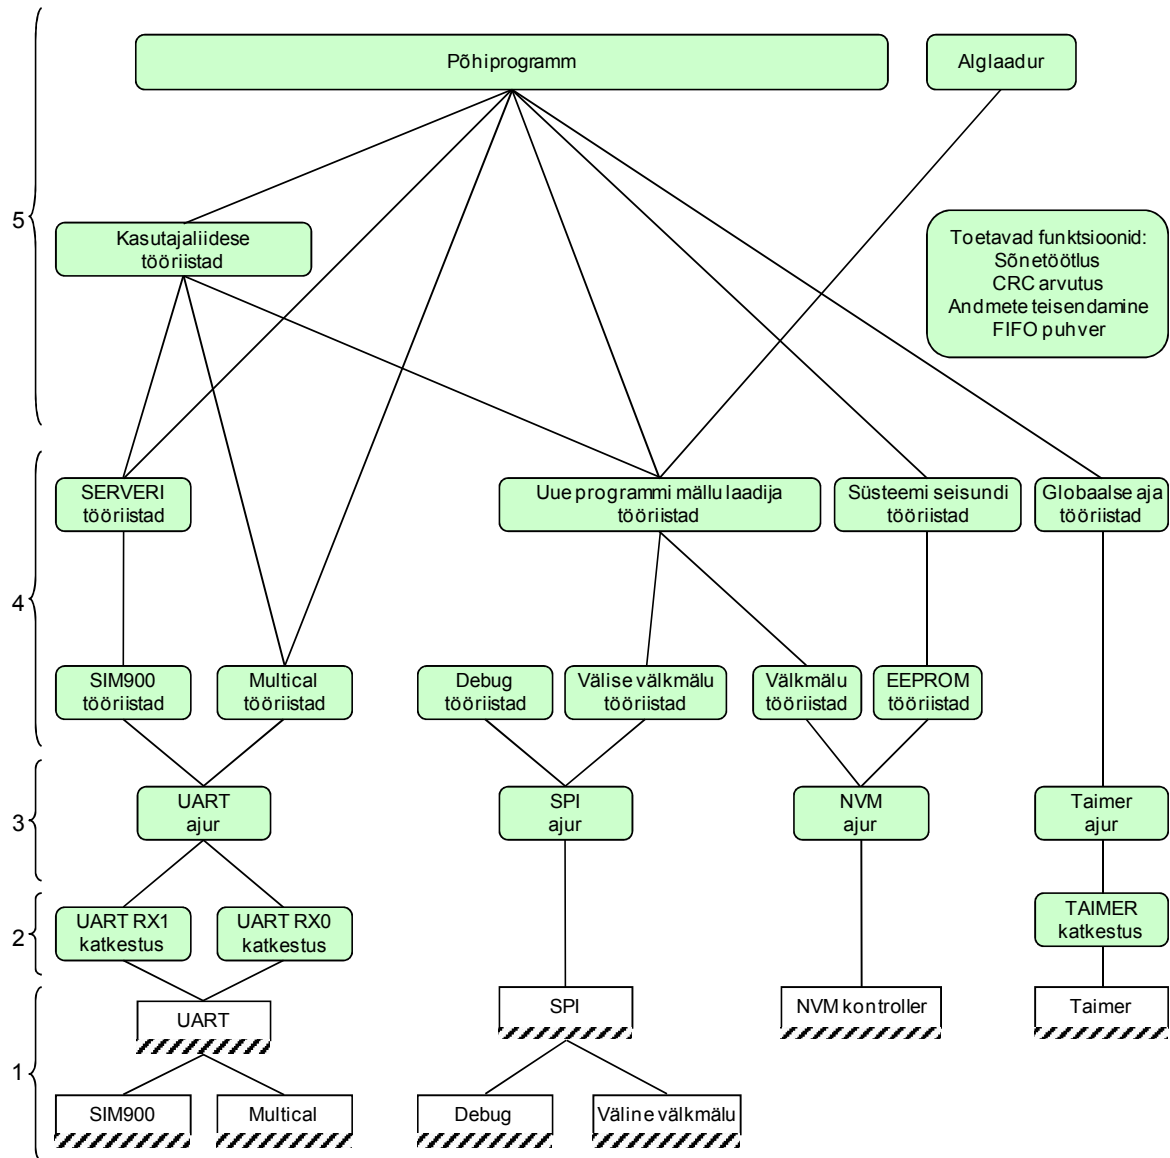 Põhiprogramm
Alglaadur
5
Kasutajaliidese
tööriistad
Toetavad funktsioonid:
Sõnetöötlus
CRC arvutus
Andmete teisendamine
FIFO puhver
4
SERVERI
tööriistad
Uue programmi mällu laadija
tööriistad
Süsteemi seisundi
tööriistad
Globaalse aja
tööriistad
SIM900
tööriistad
Multical
tööriistad
Debug
tööriistad
Välise välkmälu
tööriistad
Välkmälu
tööriistad
EEPROM
tööriistad
3
UART
ajur
SPI
ajur
NVM
ajur
Taimer
ajur
2
UART RX1
katkestus
UART RX0
katkestus
TAIMER
katkestus
1
UART
SPI
NVM kontroller
Taimer
SIM900
Multical
Debug
Väline välkmälu